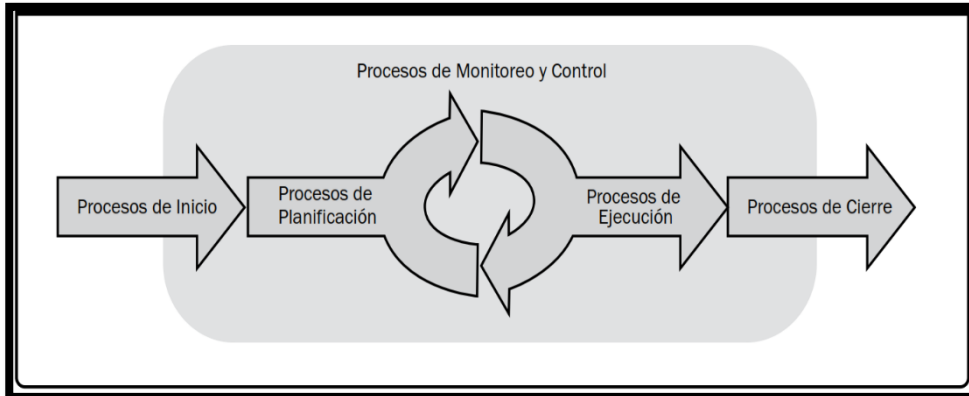 Procesos de Monitoreo y Control
Procesos de Inicio
Procesos de
Planificación
Procesos de
Ejecución
Procesos de Cierre